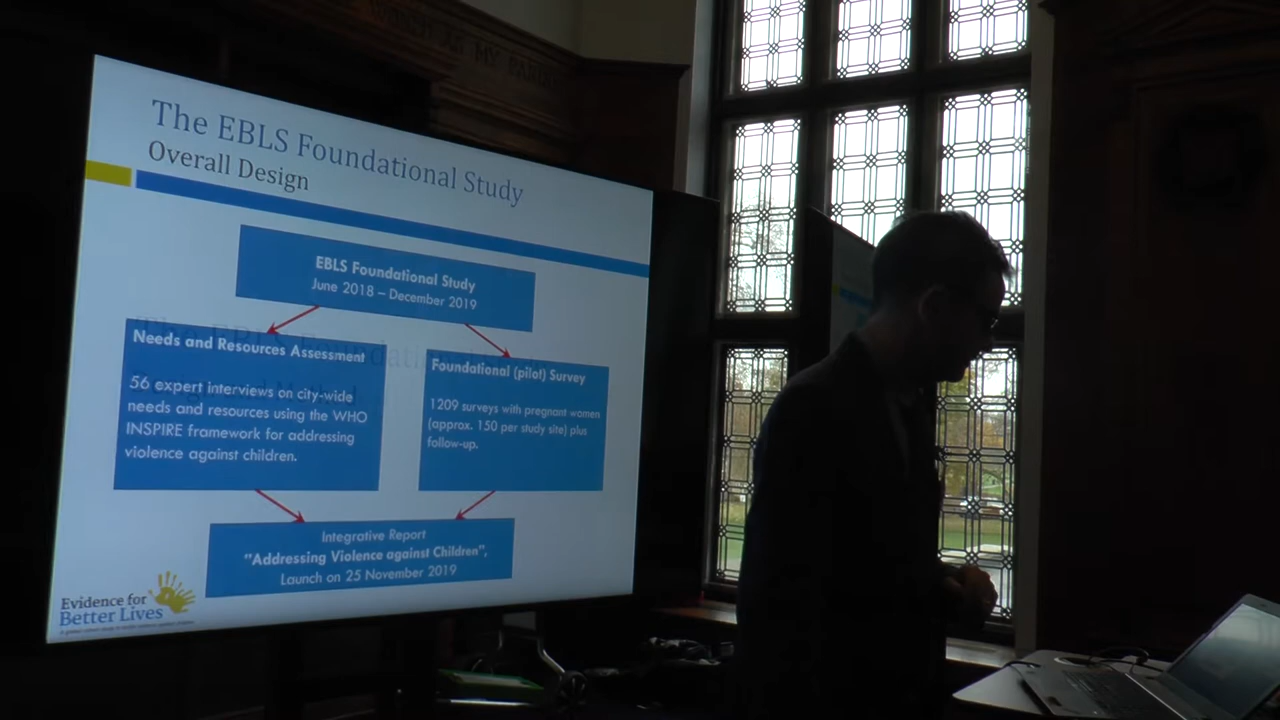 The EBLS Foundational Study
Overall Design
EBLS Foundational Study
June 2018 – December 2019
Needs and Resources Assessment
56 expert interviews on city-wide
needs and resources using the WHO
INSPIRE framework for addressing
violence against children.
Foundational (pilot) Survey
1209 surveys with pregnant women
(approx. 150 per study site) plus
follow-up.
Integrative Report
"Addressing Violence against Children",
Launch on 25 November 2019
Evidence for
Better Lives